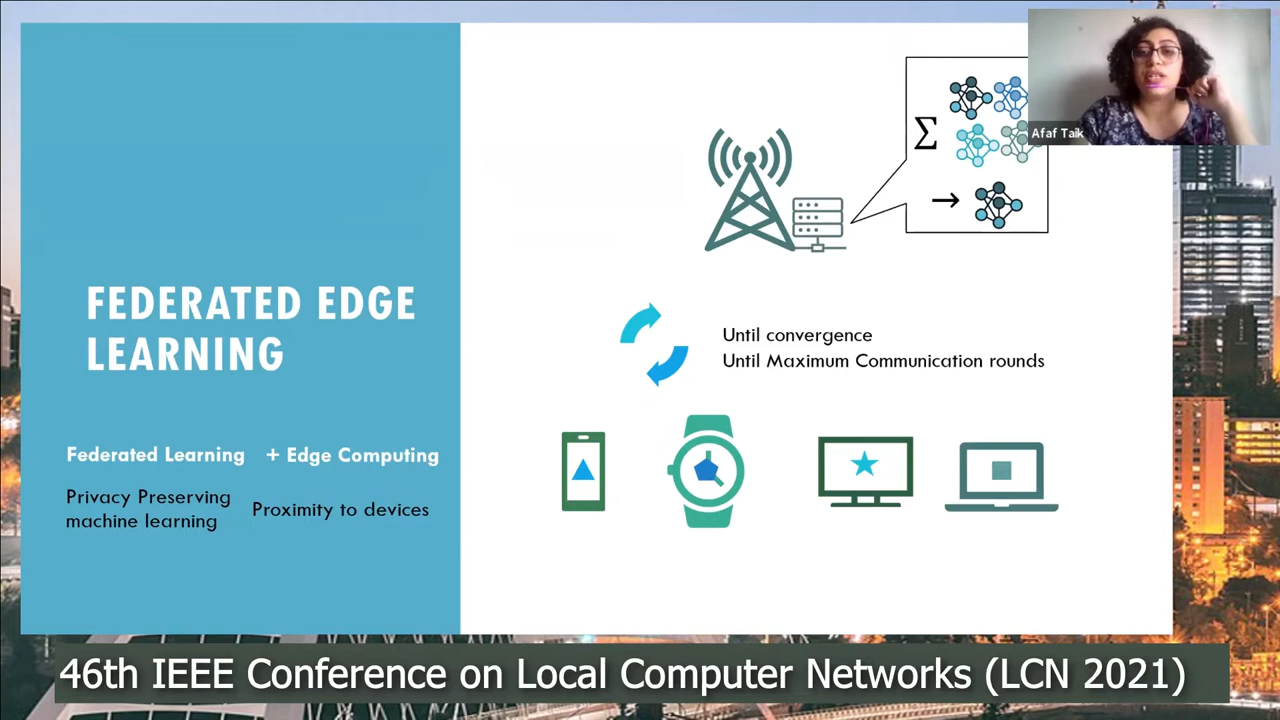 Afaf Taik
Σ
→
FEDERATED EDGE
LEARNING
Until convergence
Until Maximum Communication rounds
Federated Learning + Edge Computing
Privacy Preserving
machine learning
Proximity to devices
46th IEEE Conference on Local Computer Networks (LCN 2021)